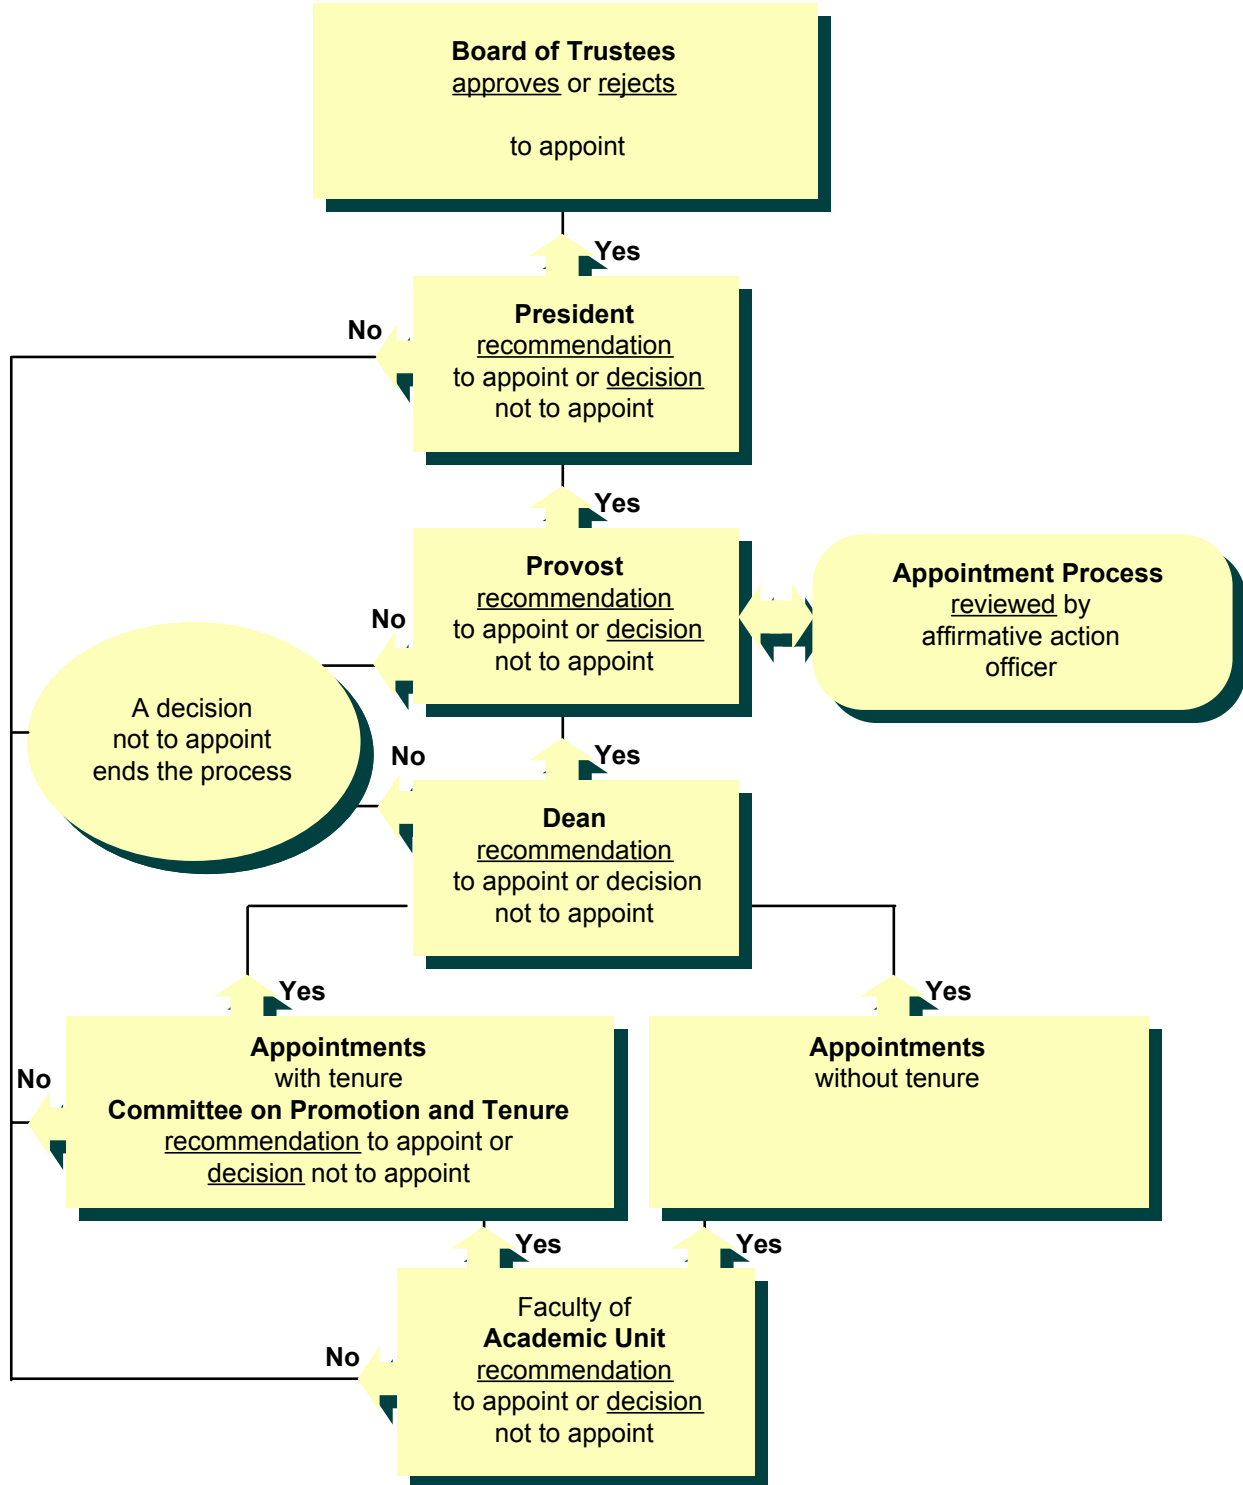 Board of Trustees
approves or rejects
to appoint
Yes
No
President
recommendation
to appoint or decision
not to appoint
Yes
No
Provost
recommendation
to appoint or decision
not to appoint
Appointment Process
reviewed by
affirmative action
officer
A decision
not to appoint
ends the process
No
Yes
Dean
recommendation
to appoint or decision
not to appoint
Yes
Yes
No
Appointments
with tenure
Committee on Promotion and Tenure
recommendation to appoint or
decision not to appoint
Appointments
without tenure
Yes
Yes
No
Faculty of
Academic Unit
recommendation
to appoint or decision
not to appoint